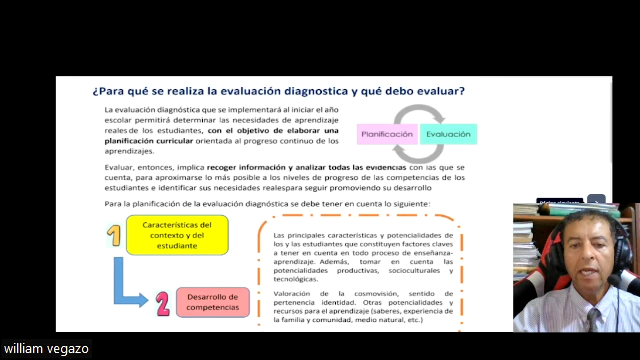 ¿Para qué se realiza la evaluación diagnostica y qué debo evaluar?
La evaluación diagnóstica que se implementará al iniciar el año
escolar permitirá determinar las necesidades de aprendizaje
reales de los estudiantes, con el objetivo de elaborar una
planificación curricular orientada al progreso continuo de los
aprendizajes.
Planificación
Evaluación
Evaluar, entonces, implica recoger información y analizar todas las evidencias con las que se
cuenta, para aproximarse lo más posible a los niveles de progreso de las competencias de los
estudiantes e identificar sus necesidades realespara seguir promoviendo su desarrollo
Para la planificación de la evaluación diagnóstica se debe tener en cuenta lo siguiente:
1
Características del
contexto y del
estudiante
2
Desarrollo de
competencias
Las principales características y potencialidades de
los y las estudiantes que constituyen factores claves
a tener en cuenta en todo proceso de enseñanza-
aprendizaje. Además, tomar en cuenta las
potencialidades productivas, socioculturales y
tecnológicas.
Valoración de la cosmovisión, sentido de
pertenencia identidad. Otras potencialidades y
recursos para el aprendizaje (saberes, experiencia de
la familia y comunidad, medio natural, etc.)
william vegazo